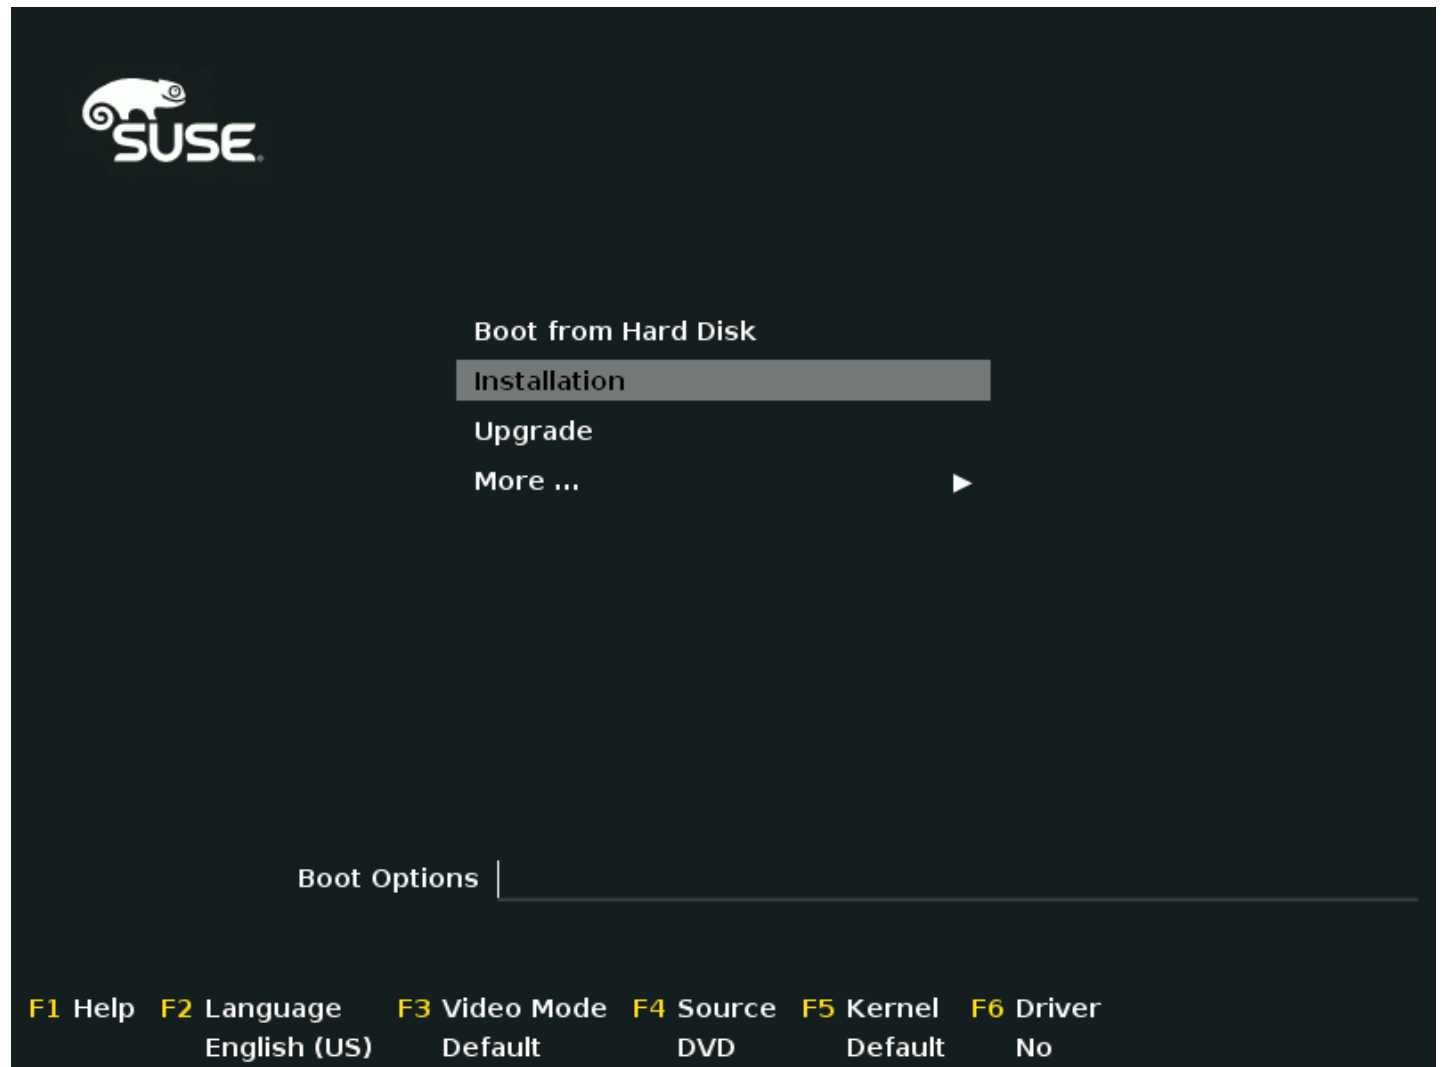 SUSE
Boot from Hard Disk
Installation
Upgrade
More ...
Boot Options
F1 Help F2 Language F3 Video Mode F4 Source F5 Kernel F6 Driver
English (US) Default DVD Default No